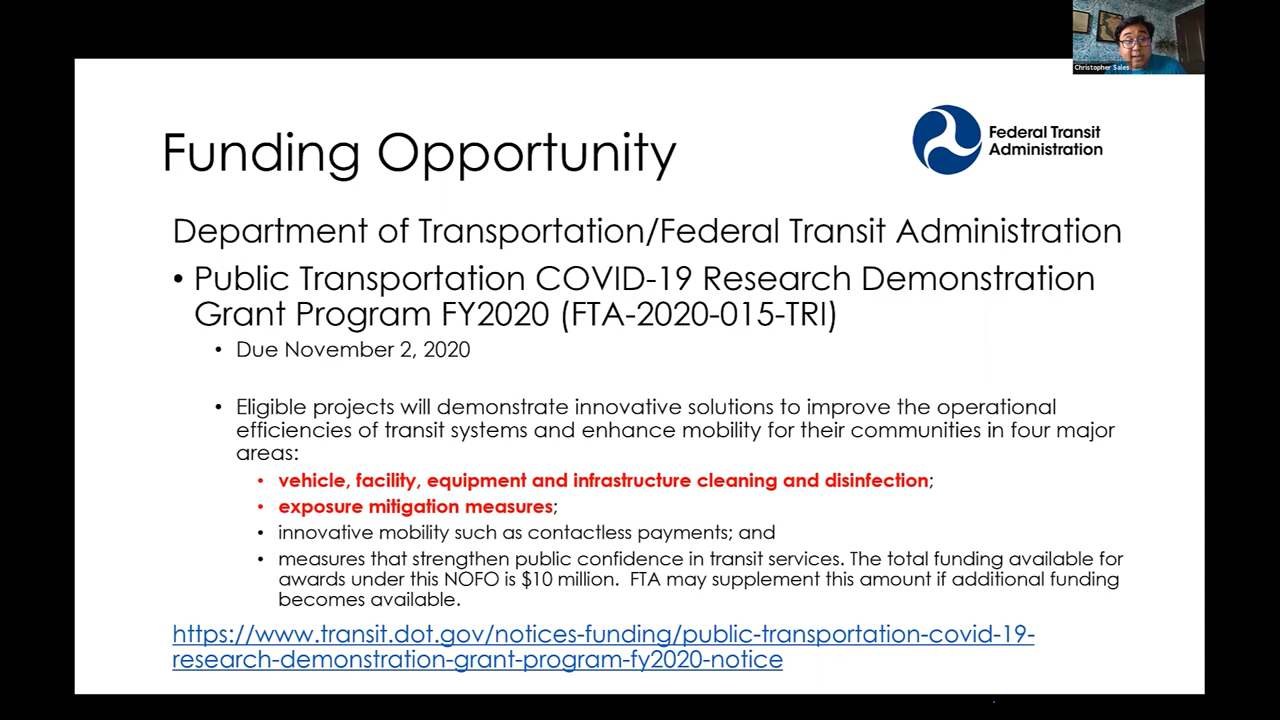 Christopher Sales
Funding Opportunity
Federal Transit
Administration
Department of Transportation/Federal Transit Administration
• Public Transportation COVID-19 Research Demonstration
Grant Program FY2020 (FTA-2020-015-TRI)
• Due November 2, 2020
• Eligible projects will demonstrate innovative solutions to improve the operational
efficiencies of transit systems and enhance mobility for their communities in four major
areas:
• vehicle, facility, equipment and infrastructure cleaning and disinfection;
• exposure mitigation measures;
• innovative mobility such as contactless payments; and
• measures that strengthen public confidence in transit services. The total funding available for
awards under this NOFO is $10 million.  FTA may supplement this amount if additional funding
becomes available.
https://www.transit.dot.gov/notices-funding/public-transportation-covid-19-
research-demonstration-grant-program-fy2020-notice